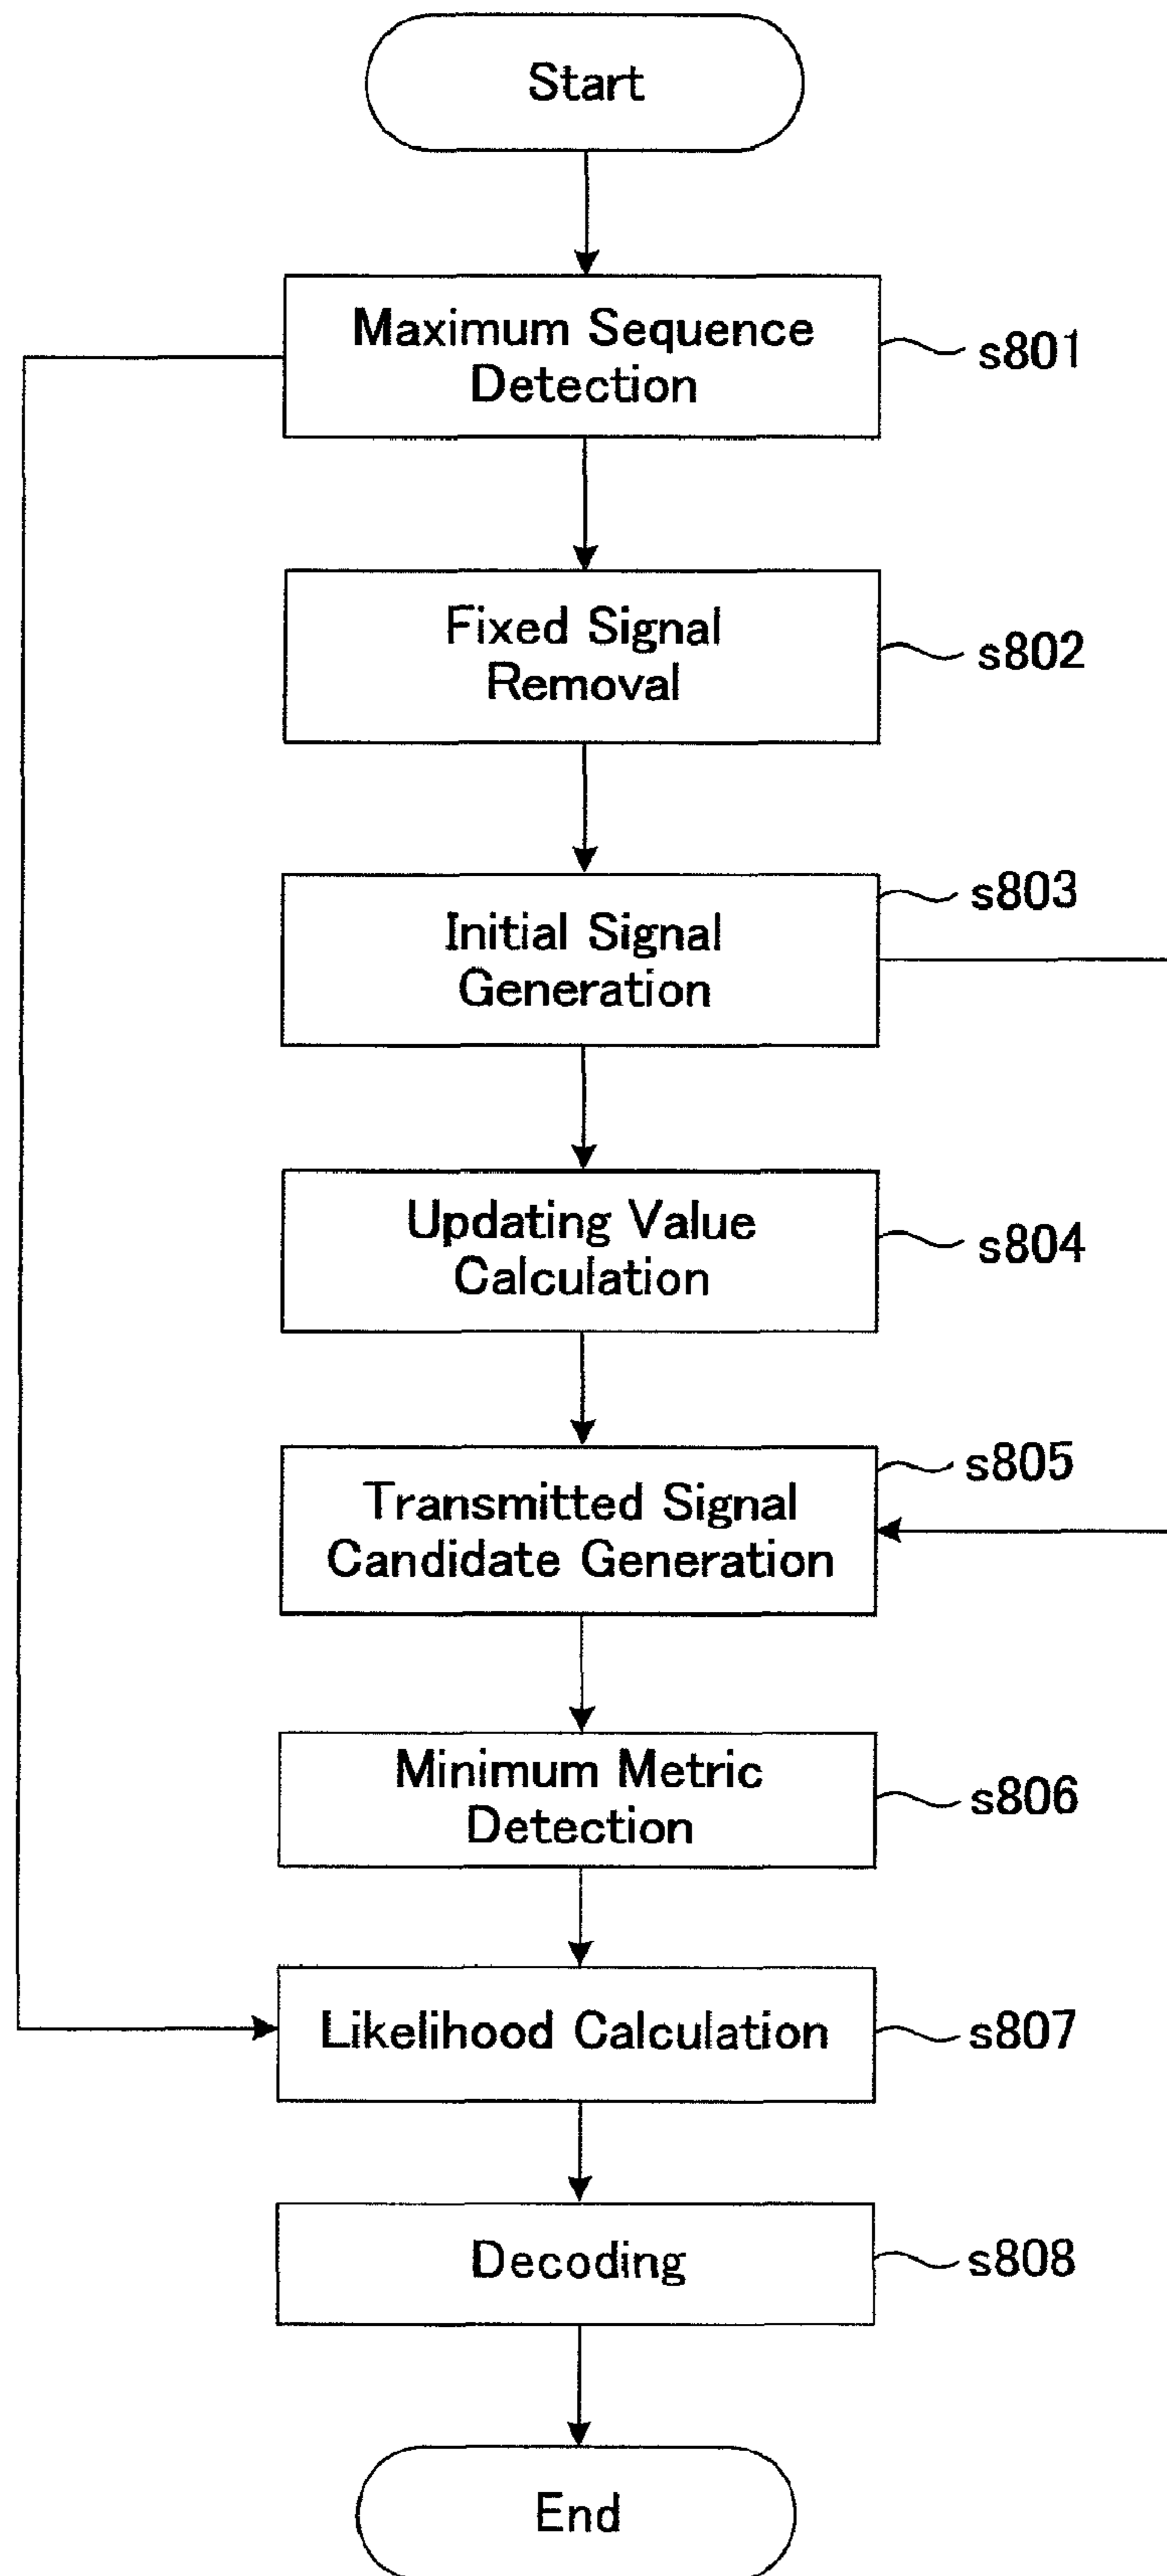 Start
Maximum Sequence
Detection
s801
Fixed Signal
Removal
s802
Initial Signal
Generation
s803
Updating Value
Calculation
s804
Transmitted Signal
Candidate Generation
s805
Minimum Metric
Detection
s806
Likelihood Calculation
s807
Decoding
s808
End